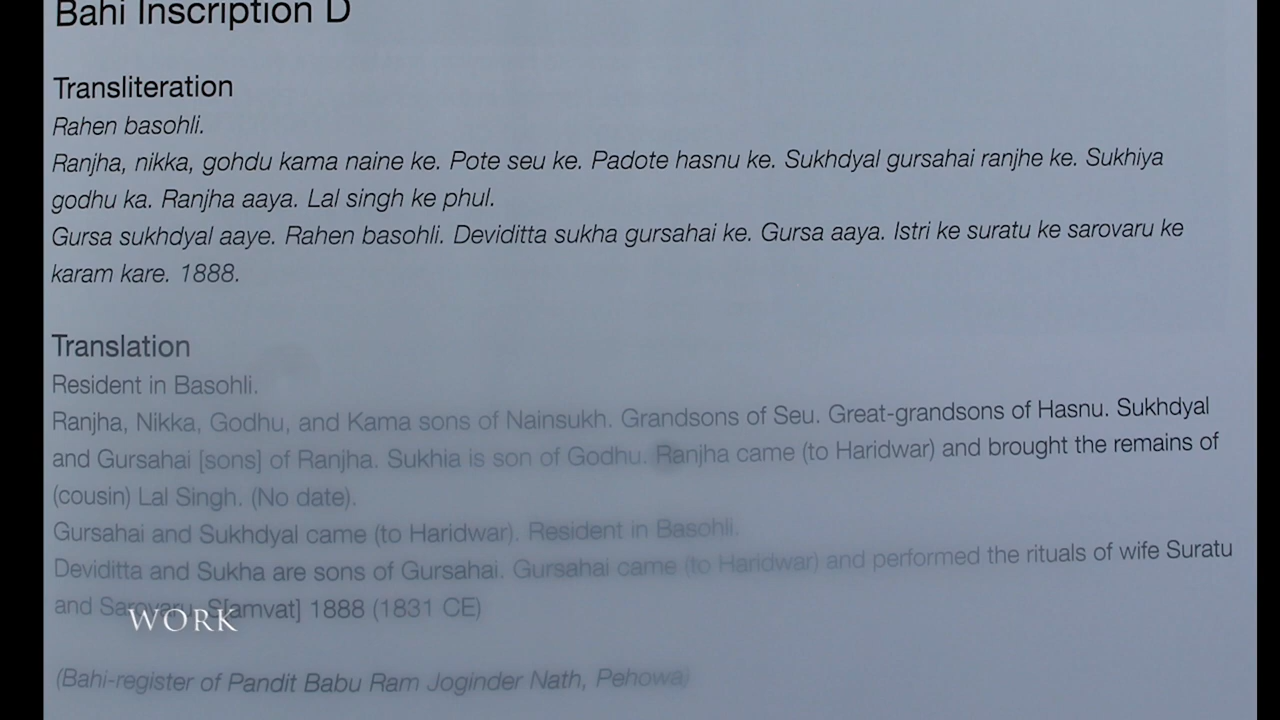 Bahi Inscription D
Transliteration
Rahen basohli.
Ranjha, nikka, gohdu kama naine ke. Pote seu ke. Padote hasnu ke. Sukhdyal gursahai ranjhe ke. Sukhiya
godhu ka. Ranjha aaya. Lal singh ke phul.
Gursa sukhdyal aaye. Rahen basohli. Deviditta sukha gursahai ke. Gursa aaya. Istri ke suratu ke sarovaru ke
karam kare. 1888.
Translation
Resident in Basohli.
Ranjha, Nikka, Godhu, and Kama sons of Nainsukh. Grandsons of Seu. Great-grandsons of Hasnu. Sukhdyal
and Gursahai [sons] of Ranjha. Sukhia is son of Godhu. Ranjha came (to Haridwar) and brought the remains of
(cousin) Lal Singh. (No date).
Gursahai and Sukhdyal came (to Haridwar). Resident in Basohli.
Deviditta and Sukha are sons of Gursahai. Gursahai came (to Haridwar) and performed the rituals of wife Suratu
and Sarovaru. S[amvat] 1888 (1831 CE)
WORK
(Bahi-register of Pandit Babu Ram Joginder Nath, Pehowa)